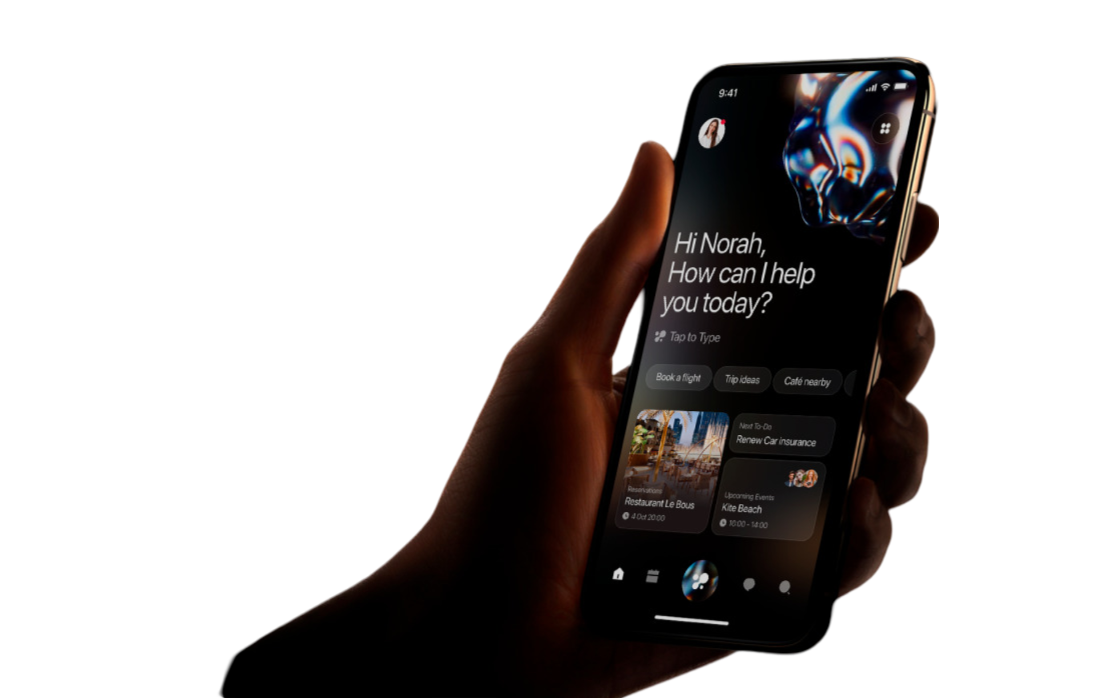 9:41
Hi Norah,
How can I help
you today?
Tap to Type
Book a flight
Trip ideas
Café nearby
Next To-Do
Renew Car insurance
Reservations
Restaurant Le Bous
4 Oct 20:00
Upcoming Events
Kite Beach
10:00 - 14:00